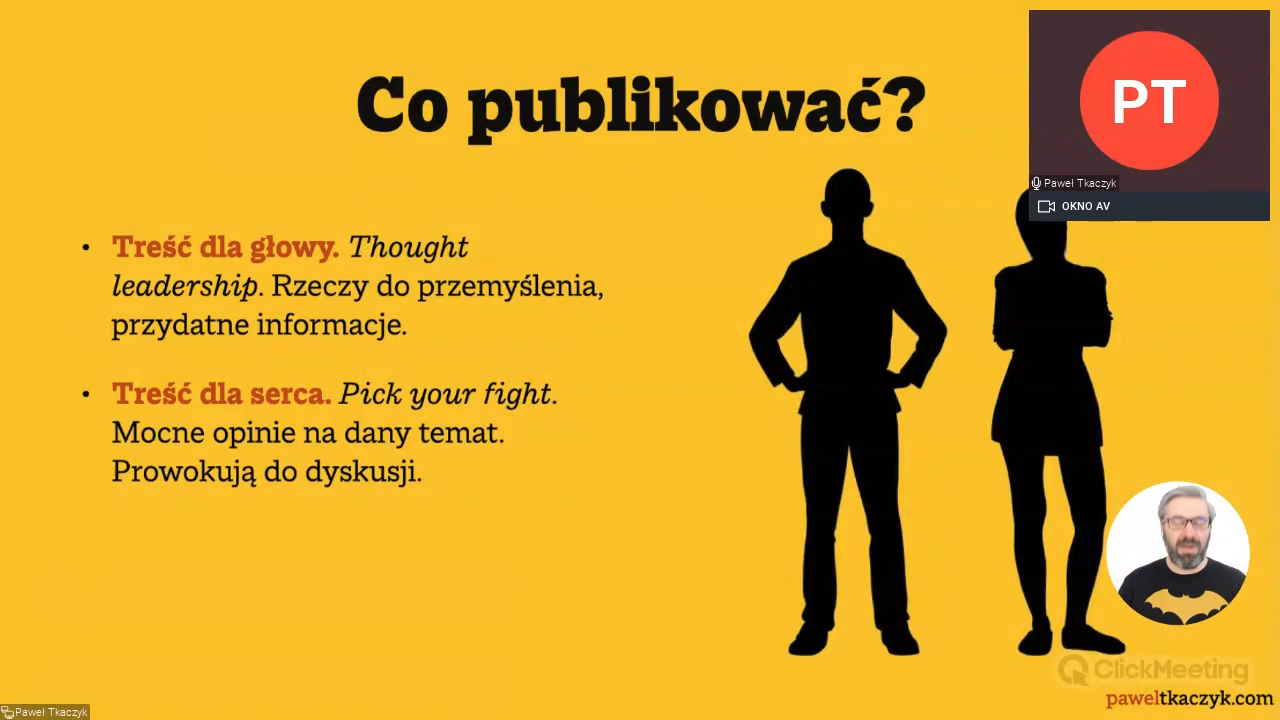 Co publikować?
PT
Paweł Tkaczyk
OKNO AV
• Treść dla głowy. Thought
leadership. Rzeczy do przemyślenia,
przydatne informacje.
• Treść dla serca. Pick your fight.
Mocne opinie na dany temat.
Prowokują do dyskusji.
ClickMeeting
paweltkaczyk.com
Paweł Tkaczyk